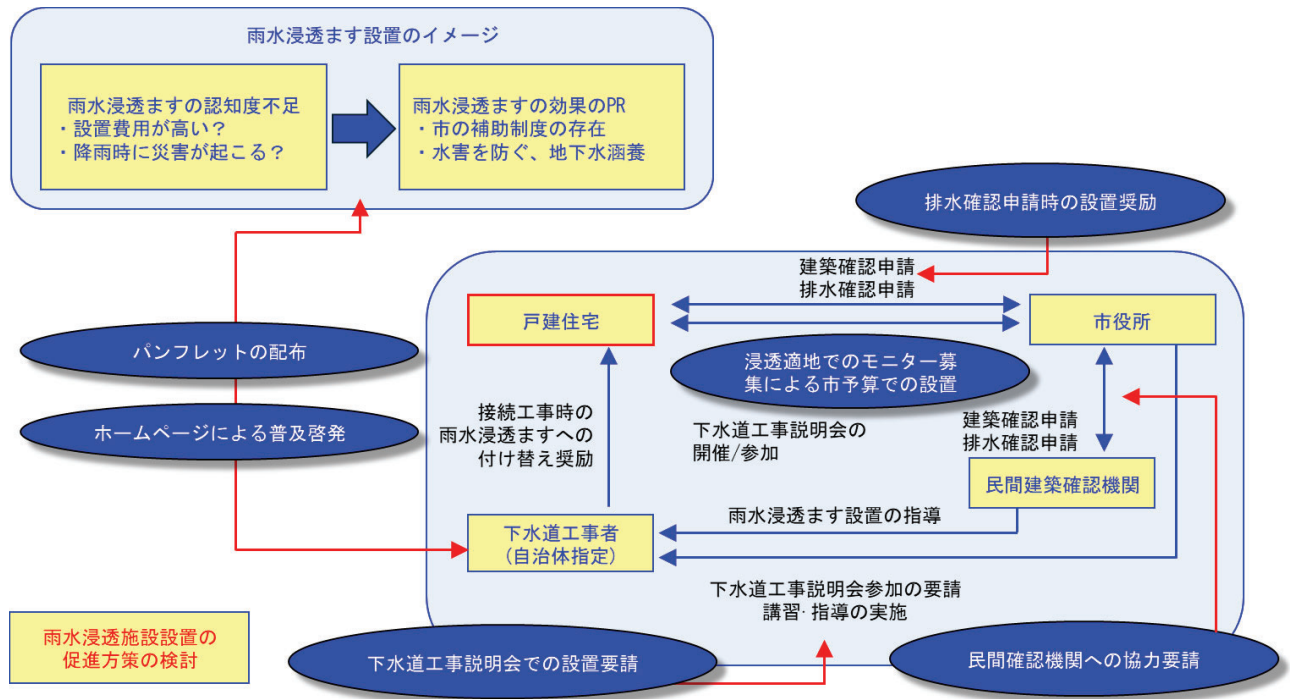 雨水浸透ます設置のイメージ
雨水浸透ますの認知度不足
・設置費用が高い？
・降雨時に災害が起こる？
雨水浸透ますの効果のPR
・市の補助制度の存在
・水害を防ぐ、地下水涵養
排水確認申請時の設置奨励
建築確認申請
排水確認申請
戸建住宅
市役所
パンフレットの配布
浸透適地でのモニター募
集による市予算での設置
ホームページによる普及啓発
接続工事時の
雨水浸透ますへの
付け替え奨励
下水道工事説明会の
開催/参加
建築確認申請
排水確認申請
民間建築確認機関
雨水浸透ます設置の指導
下水道工事者
(自治体指定)
下水道工事説明会参加の要請
講習·指導の実施
雨水浸透施設設置の
促進方策の検討
下水道工事説明会での設置要請
民間確認機関への協力要請